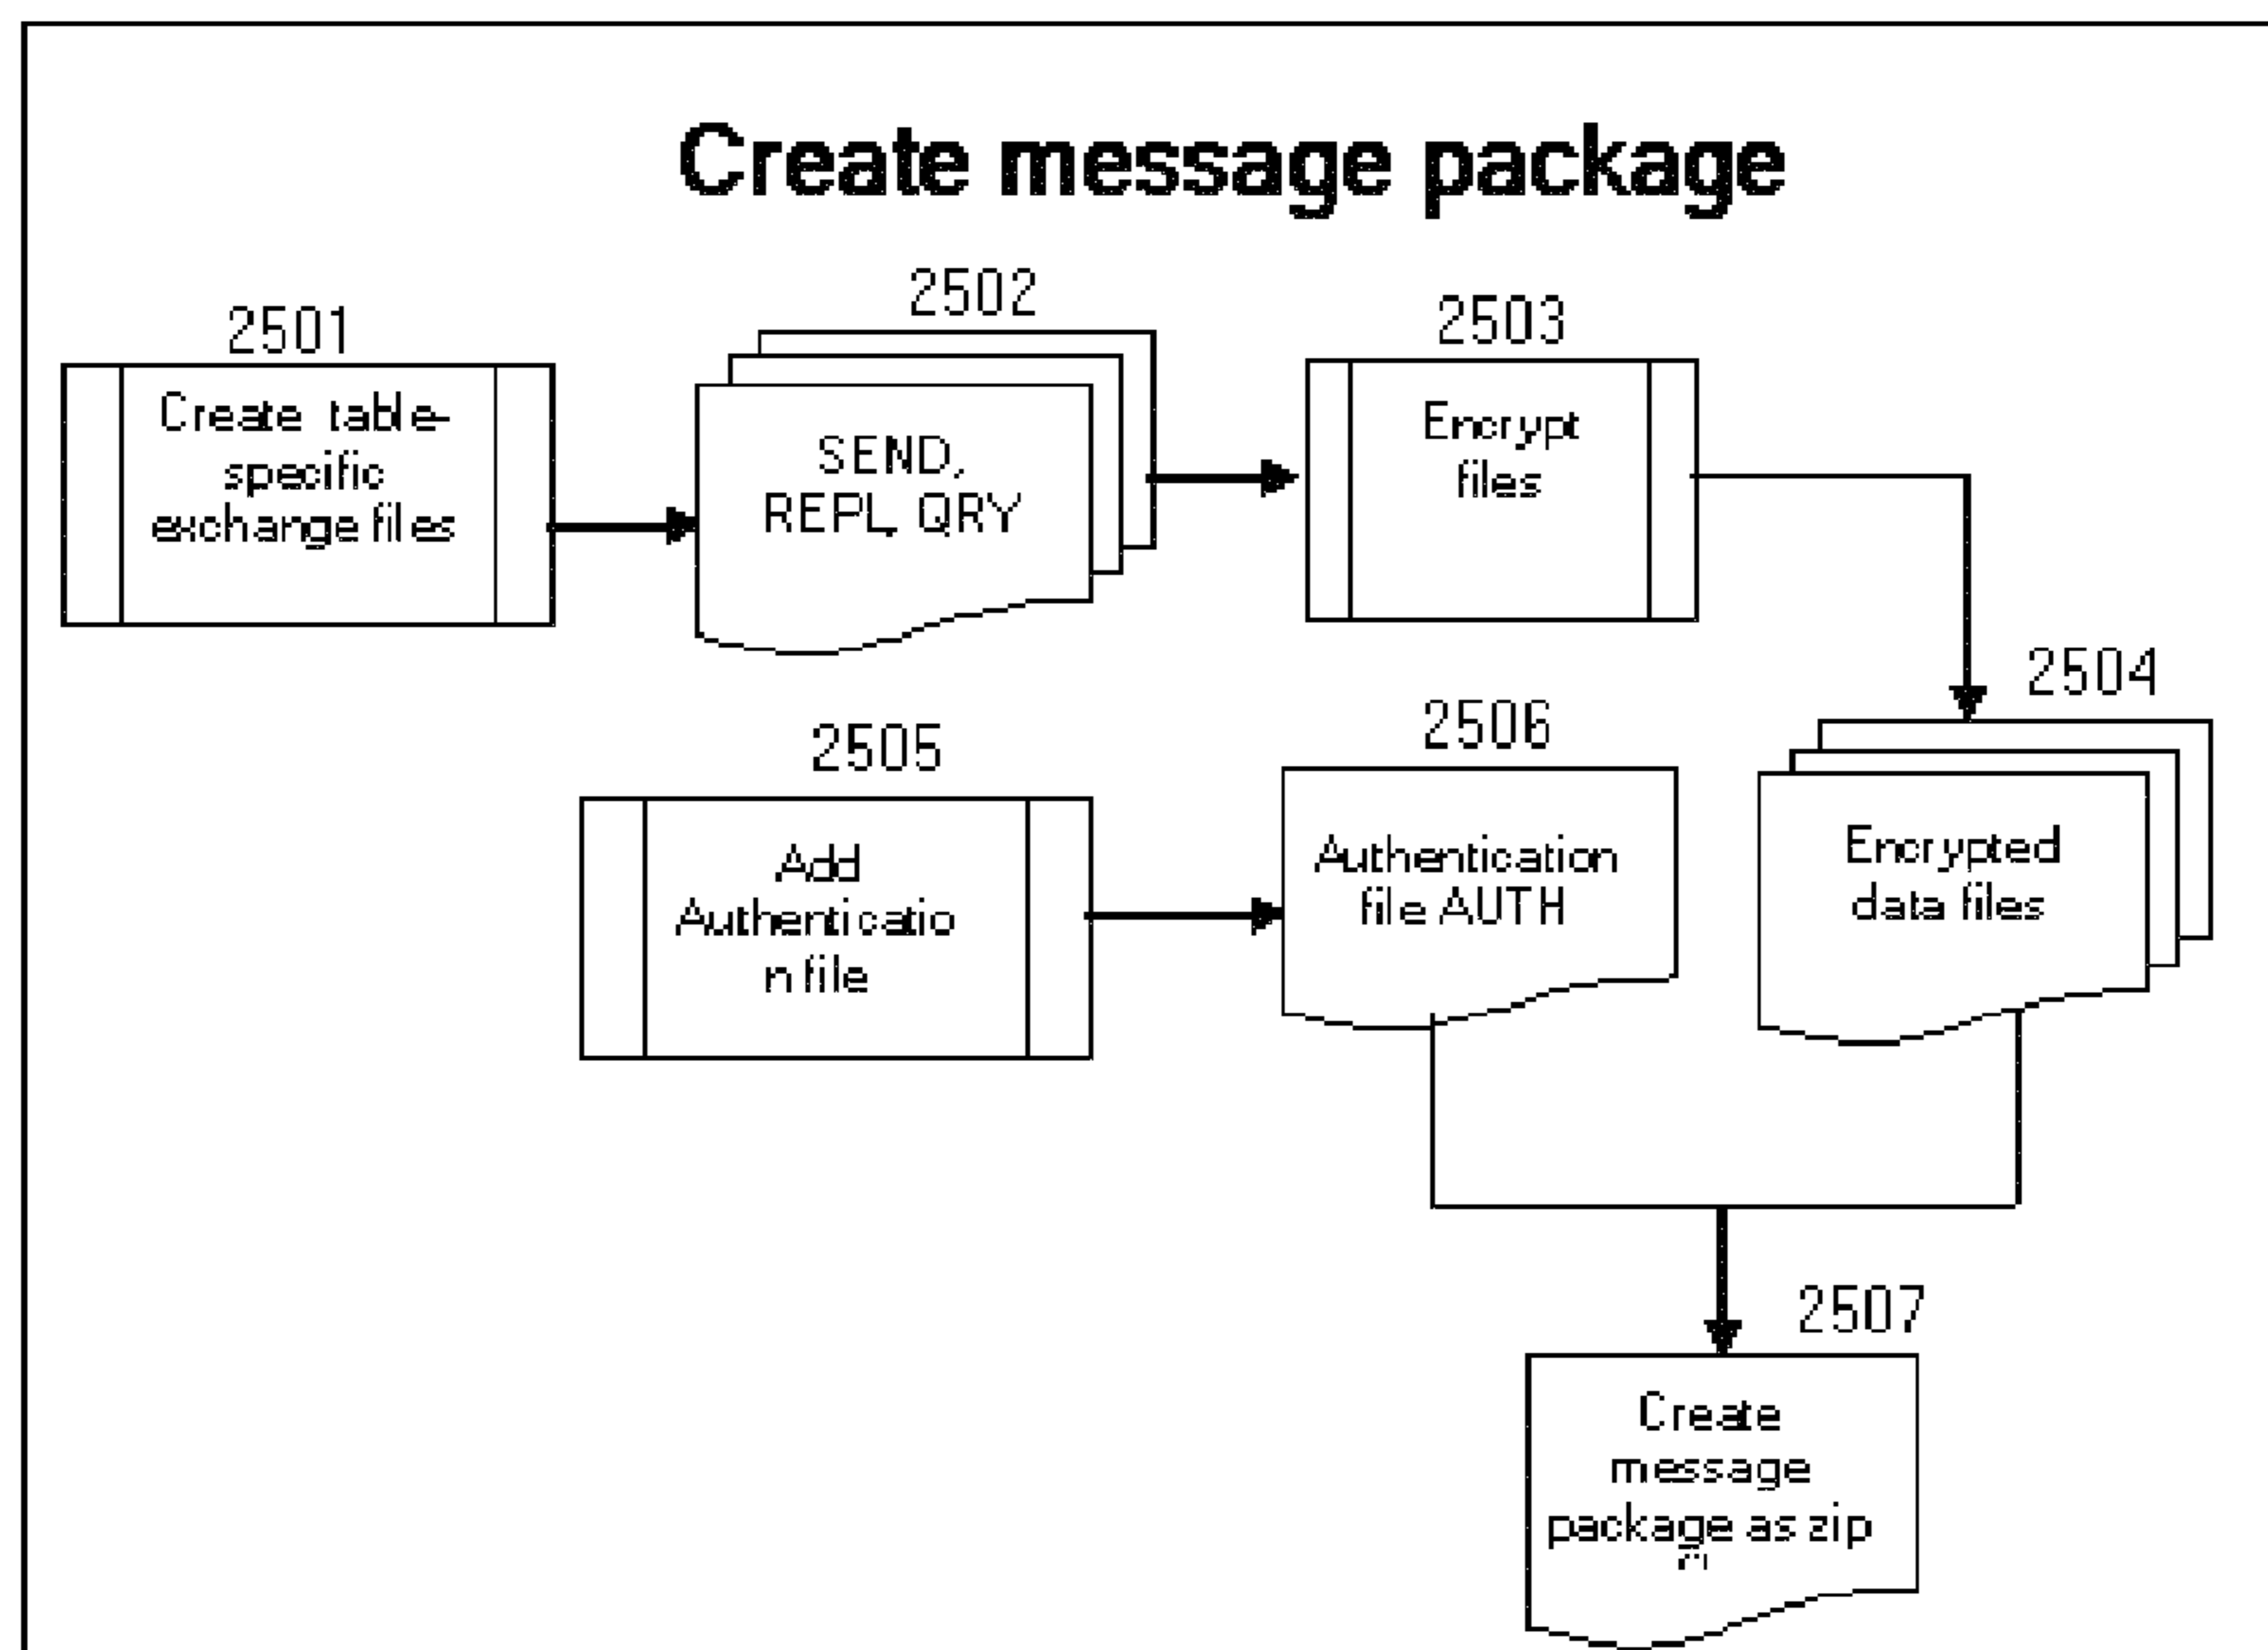 Create message package
2501
Create table-
specific
exchange files
2502
SEND,
REPL, QRY
2503
Encrypt
files
2504
Encrypted
data files
2505
Add
Authenticatio
n file
2506
Authentication
file AUTH
2507
Create
message
package as zip